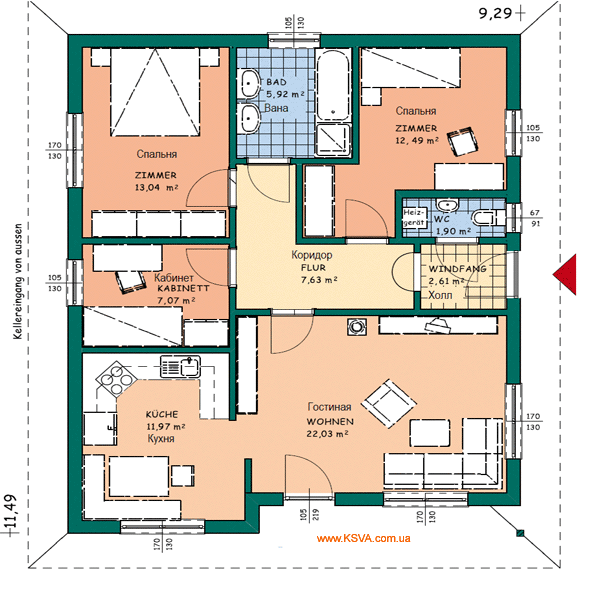 9,29
105
130
BAD
5,92 m²
Вана
Спальня
ZIMMER
13,04 m²
Спальня
ZIMMER
12,49 m²
170
130
105
130
Heiz-
gerät
WC
1,90 m²
67
91
Kellereingang von aussen
Коридор
FLUR
7,63 m²
WINDFANG
2,61 m²
Холл
Кабинет
KABINETT
7,07 m²
105
130
Гостиная
WOHNEN
22,03 m²
KÜCHE
11,97 m²
Кухня
170
130
11,49
105
219
170
130
170
130
www.KSVA.com.ua